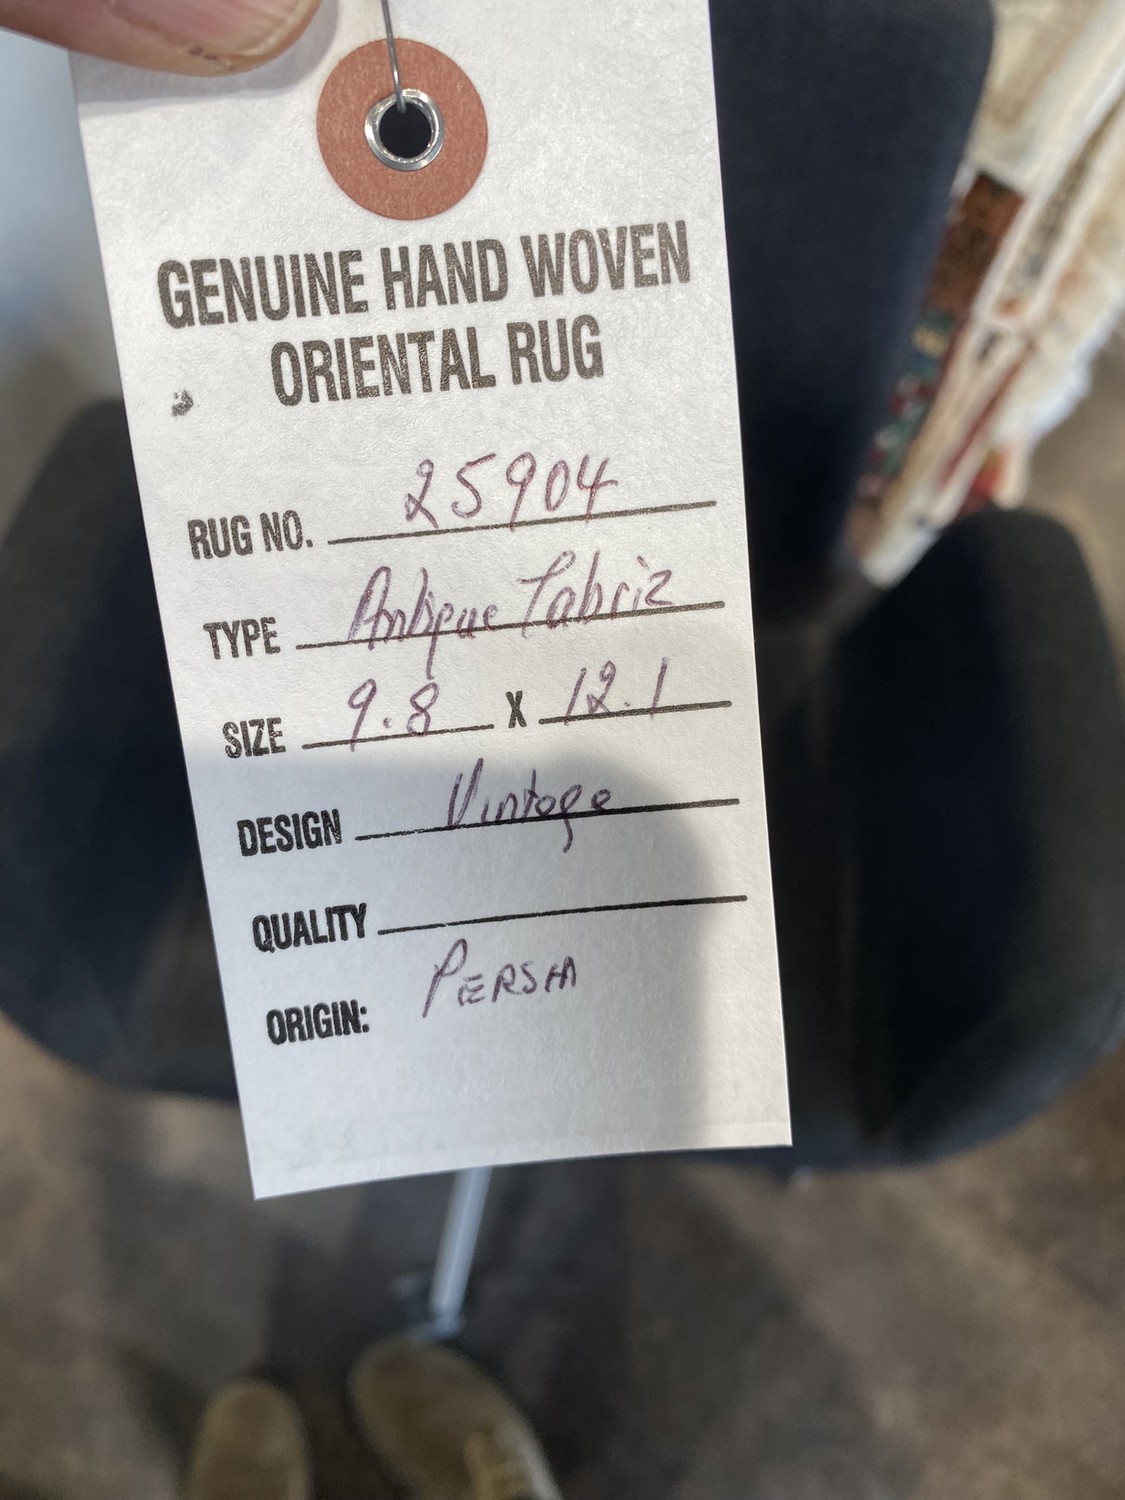 GENUINE HAND WOVEN
ORIENTAL RUG
RUG NO. 25904
TYPE Antique Tabriz
SIZE 9.8 X 12.1
DESIGN Vintage
QUALITY
ORIGIN: PERSIA